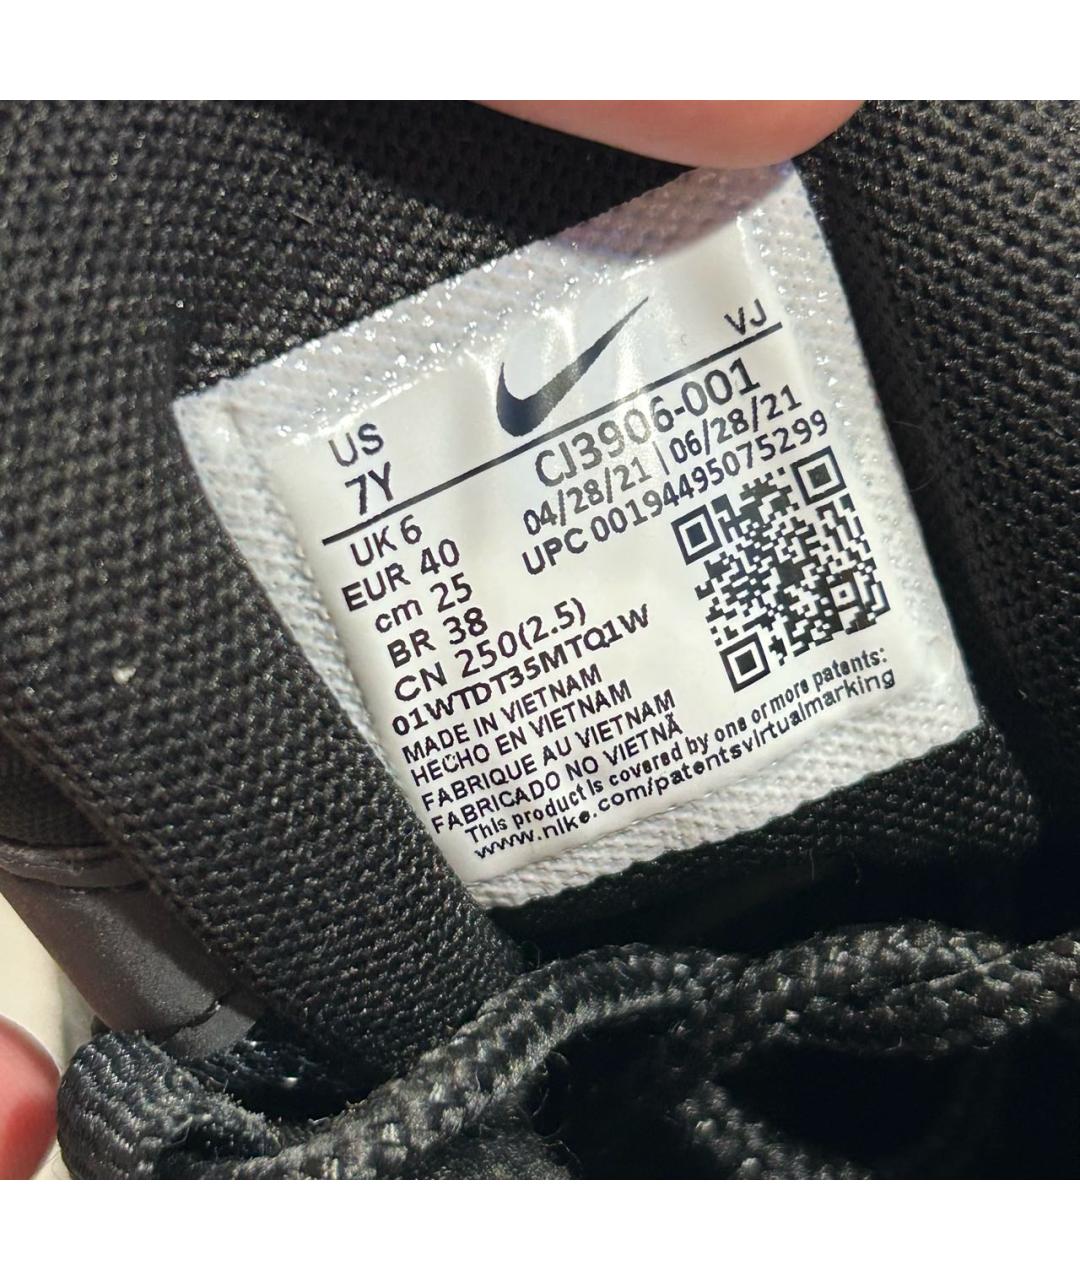 US
7Y
VJ
UK 6
EUR 40
cm 25
BR 38
CN 250(2.5)
CJ3906-001
04/28/21 | 06/28/21
UPC 00194495075299
01WTDT35MTQ1W
MADE IN VIETNAM
HECHO EN VIETNAM
FABRIQUE AU VIETNAM
FABRICADO NO VIETNÃ
This product is covered by one or more patents:
www.nike.com/patentsvirtualmarking